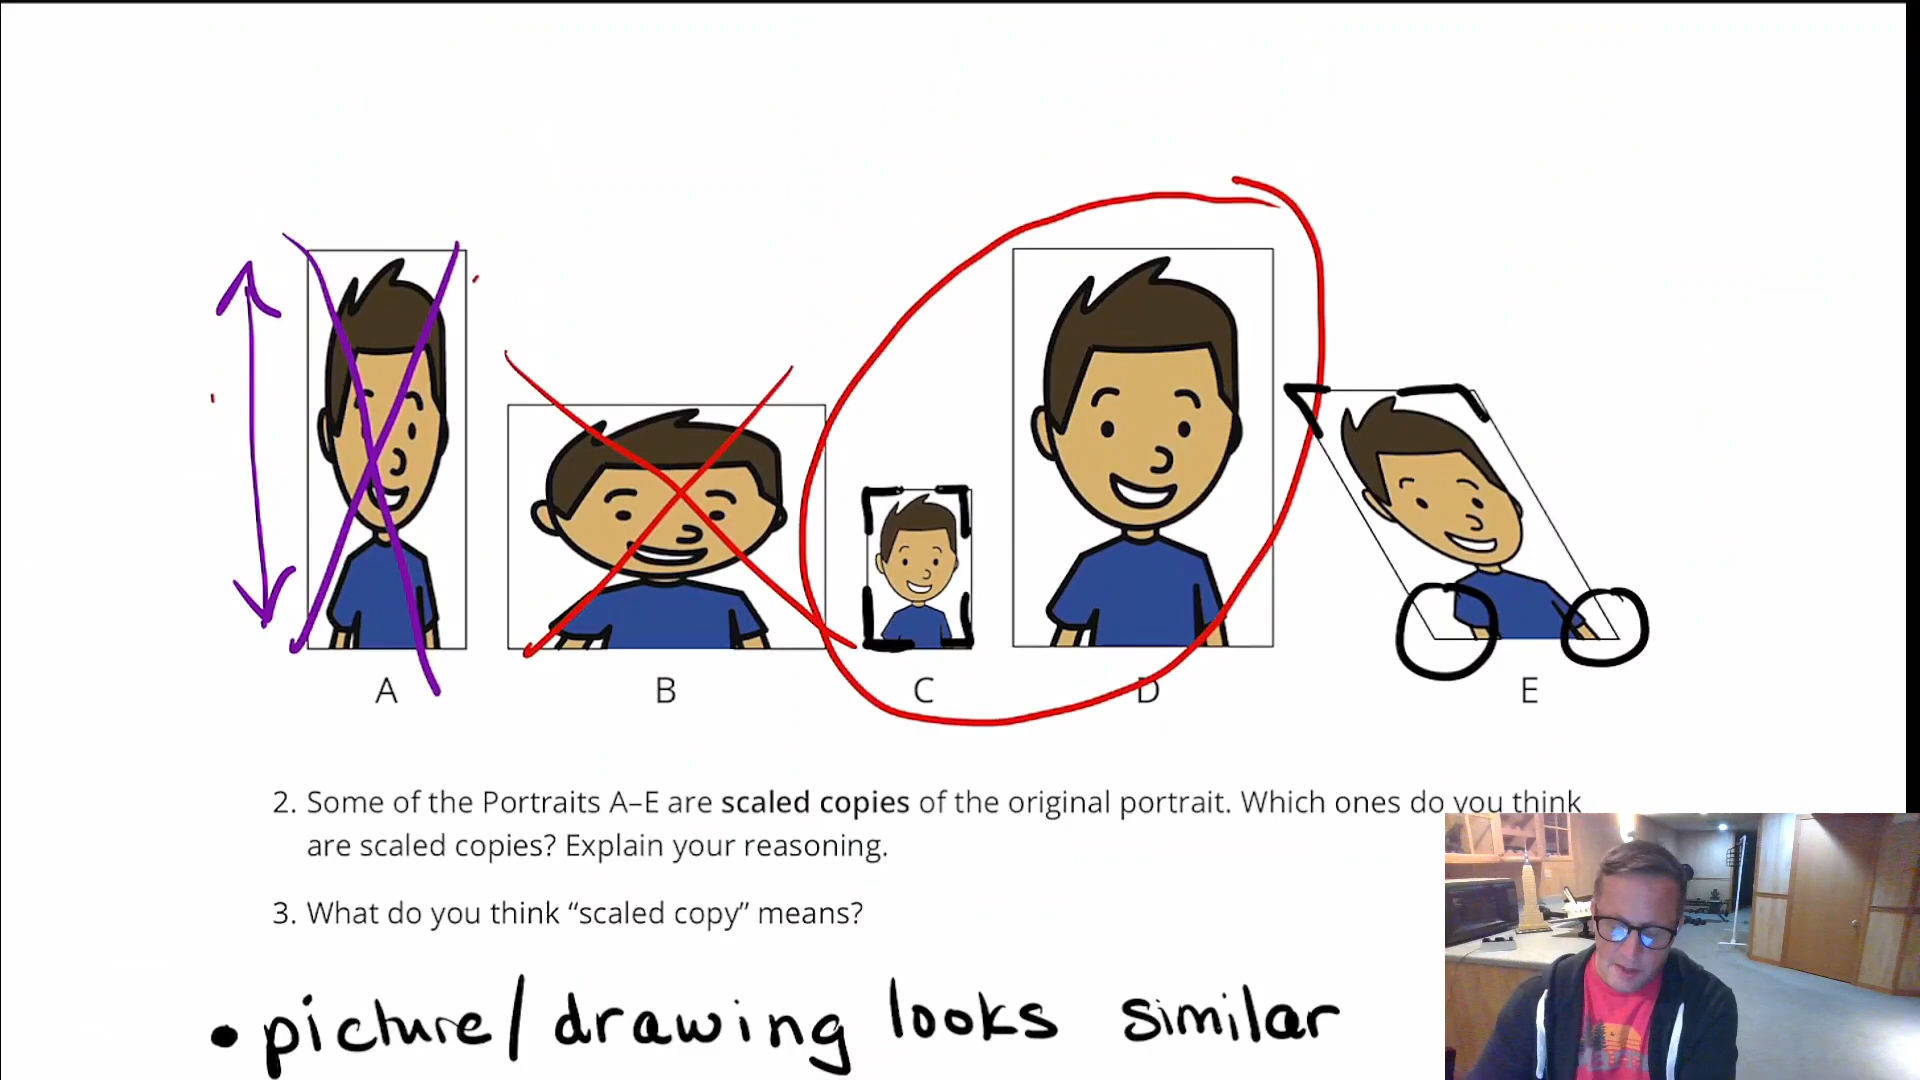 A B C D E
2. Some of the Portraits A–E are scaled copies of the original portrait. Which ones do you think
are scaled copies? Explain your reasoning.
3. What do you think “scaled copy” means?
• picture/drawing looks similar